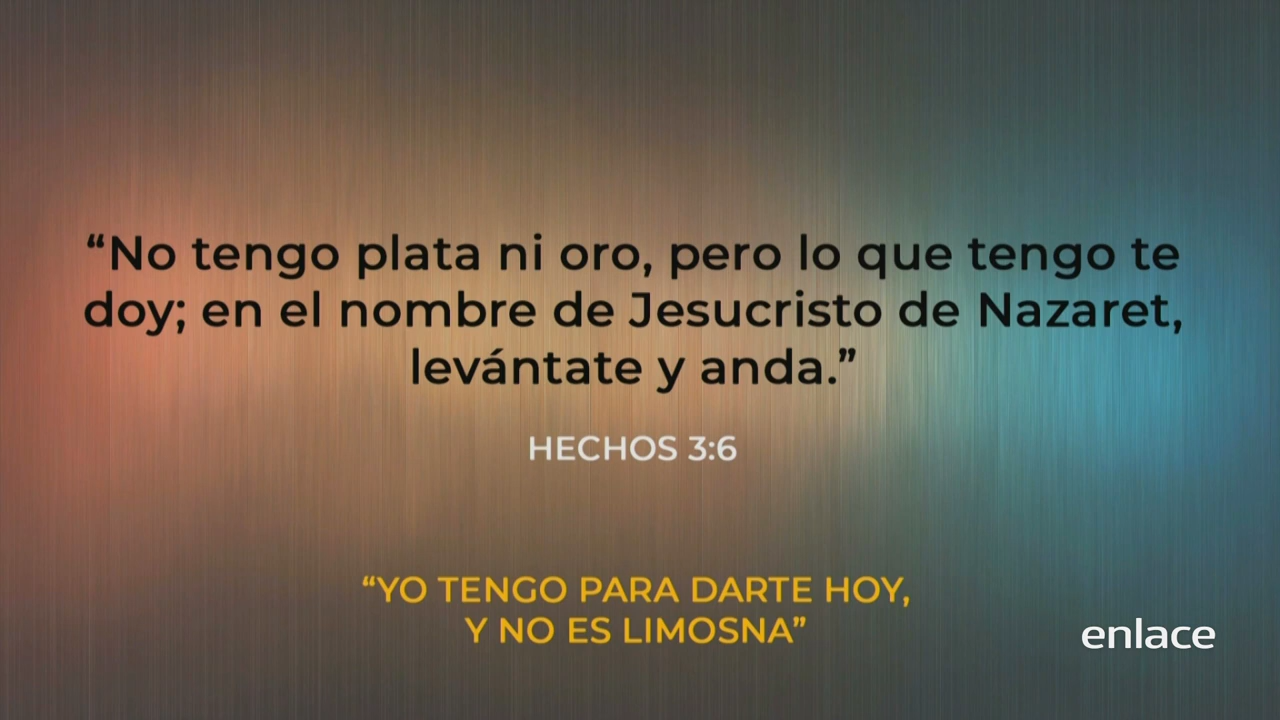 “No tengo plata ni oro, pero lo que tengo te
doy; en el nombre de Jesucristo de Nazaret,
levántate y anda.”
HECHOS 3:6
“YO TENGO PARA DARTE HOY,
Y NO ES LIMOSNA”
enlace